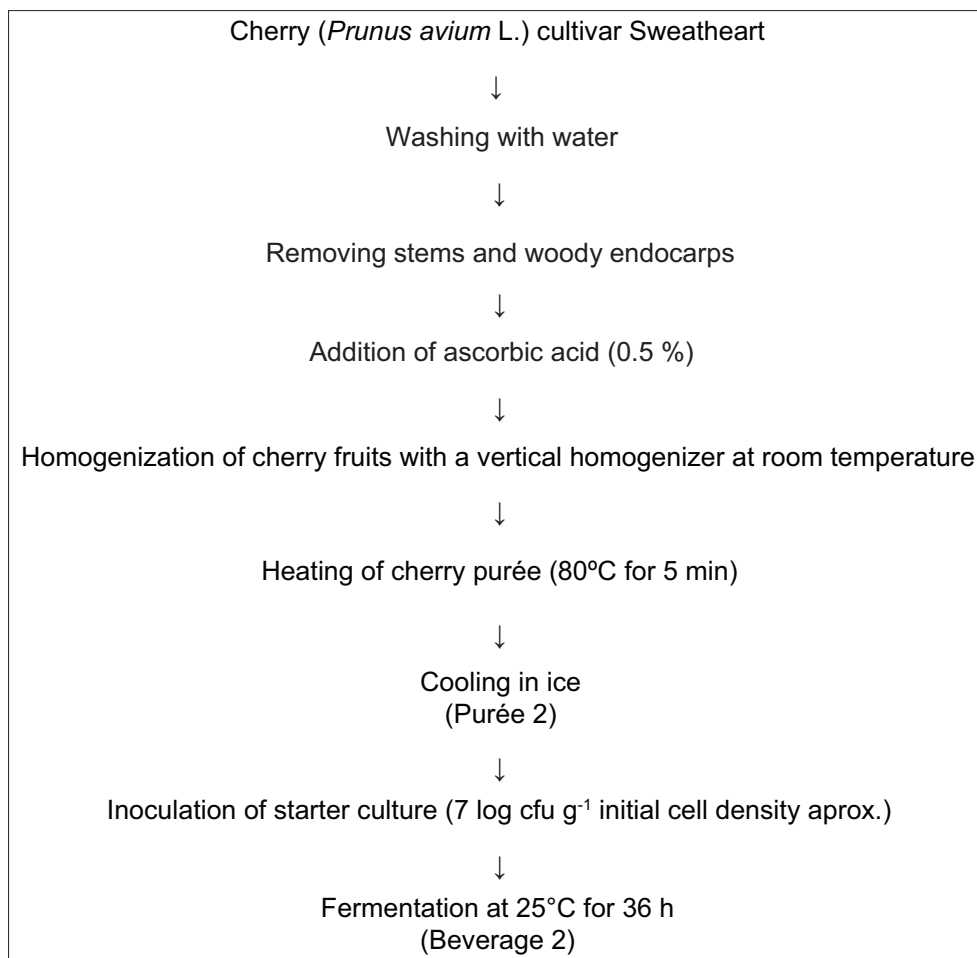 Cherry (Prunus avium L.) cultivar Sweatheart
↓
Washing with water
↓
Removing stems and woody endocarps
↓
Addition of ascorbic acid (0.5 %)
↓
Homogenization of cherry fruits with a vertical homogenizer at room temperature
↓
Heating of cherry purée (80ºC for 5 min)
↓
Cooling in ice
(Purée 2)
↓
Inoculation of starter culture (7 log cfu g⁻¹ initial cell density aprox.)
↓
Fermentation at 25°C for 36 h
(Beverage 2)